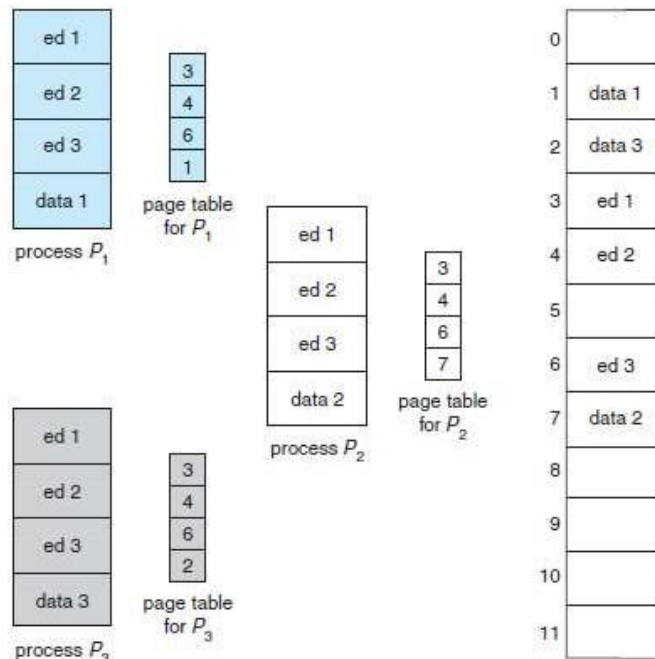 ed 1
ed 2
ed 3
data 1
process P1
3
4
6
1
page table
for P1
ed 1
ed 2
ed 3
data 2
process P2
3
4
6
7
page table
for P2
ed 1
ed 2
ed 3
data 3
process P3
3
4
6
2
page table
for P3
0
1 data 1
2 data 3
3 ed 1
4 ed 2
5
6 ed 3
7 data 2
8
9
10
11